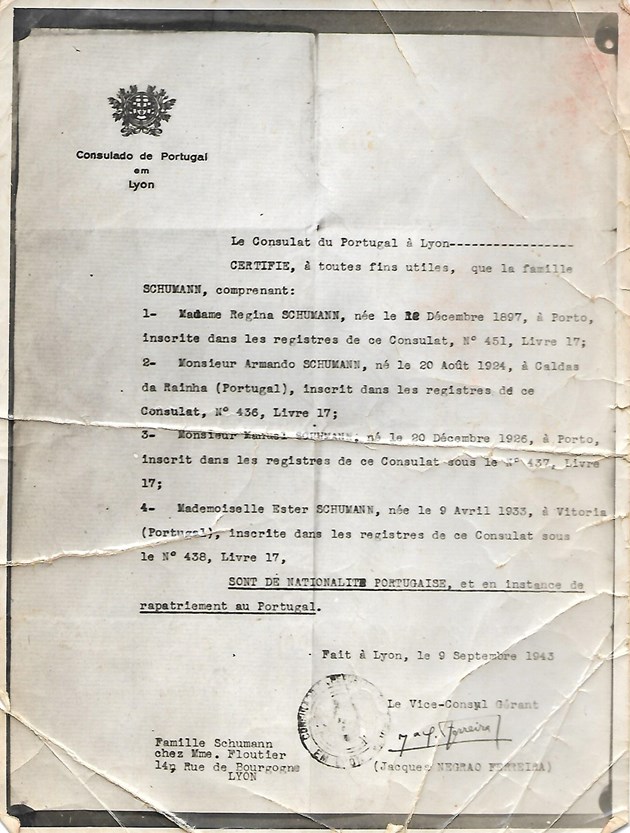 Consulado de Portugal
em
Lyon
Le Consulat du Portugal à Lyon-----------------
CERTIFIE, à toutes fins utiles, que la famille
SCHUMANN, comprenant:
1- Madame Regina SCHUMANN, née le 12 Décembre 1897, à Porto,
inscrite dans les registres de ce Consulat, N° 451, Livre 17;
2- Monsieur Armando SCHUMANN, né le 20 Août 1924, à Caldas
da Rainha (Portugal), inscrit dans les registres de ce
Consulat, N° 436, Livre 17;
3- Monsieur Manuel SCUHMANN, né le 20 Décembre 1926, à Porto,
inscrit dans les registres de ce Consulat sous le N° 437, Livre
17;
4- Mademoiselle Ester SCHUMANN, née le 9 Avril 1933, à Vitoria
(Portugal), inscrite dans les registres de ce Consulat sous
le N° 438, Livre 17,
SONT DE NATIONALITE PORTUGAISE, et en instance de
rapatriement au Portugal.
Fait à Lyon, le 9 Septembre 1943
Le Vice-Consul Gérant
Ferreira
(Jacques NEGRAO FERREIRA)
Famille Schumann
chez Mme. Floutier
14, Rue de Bourgogne
LYON